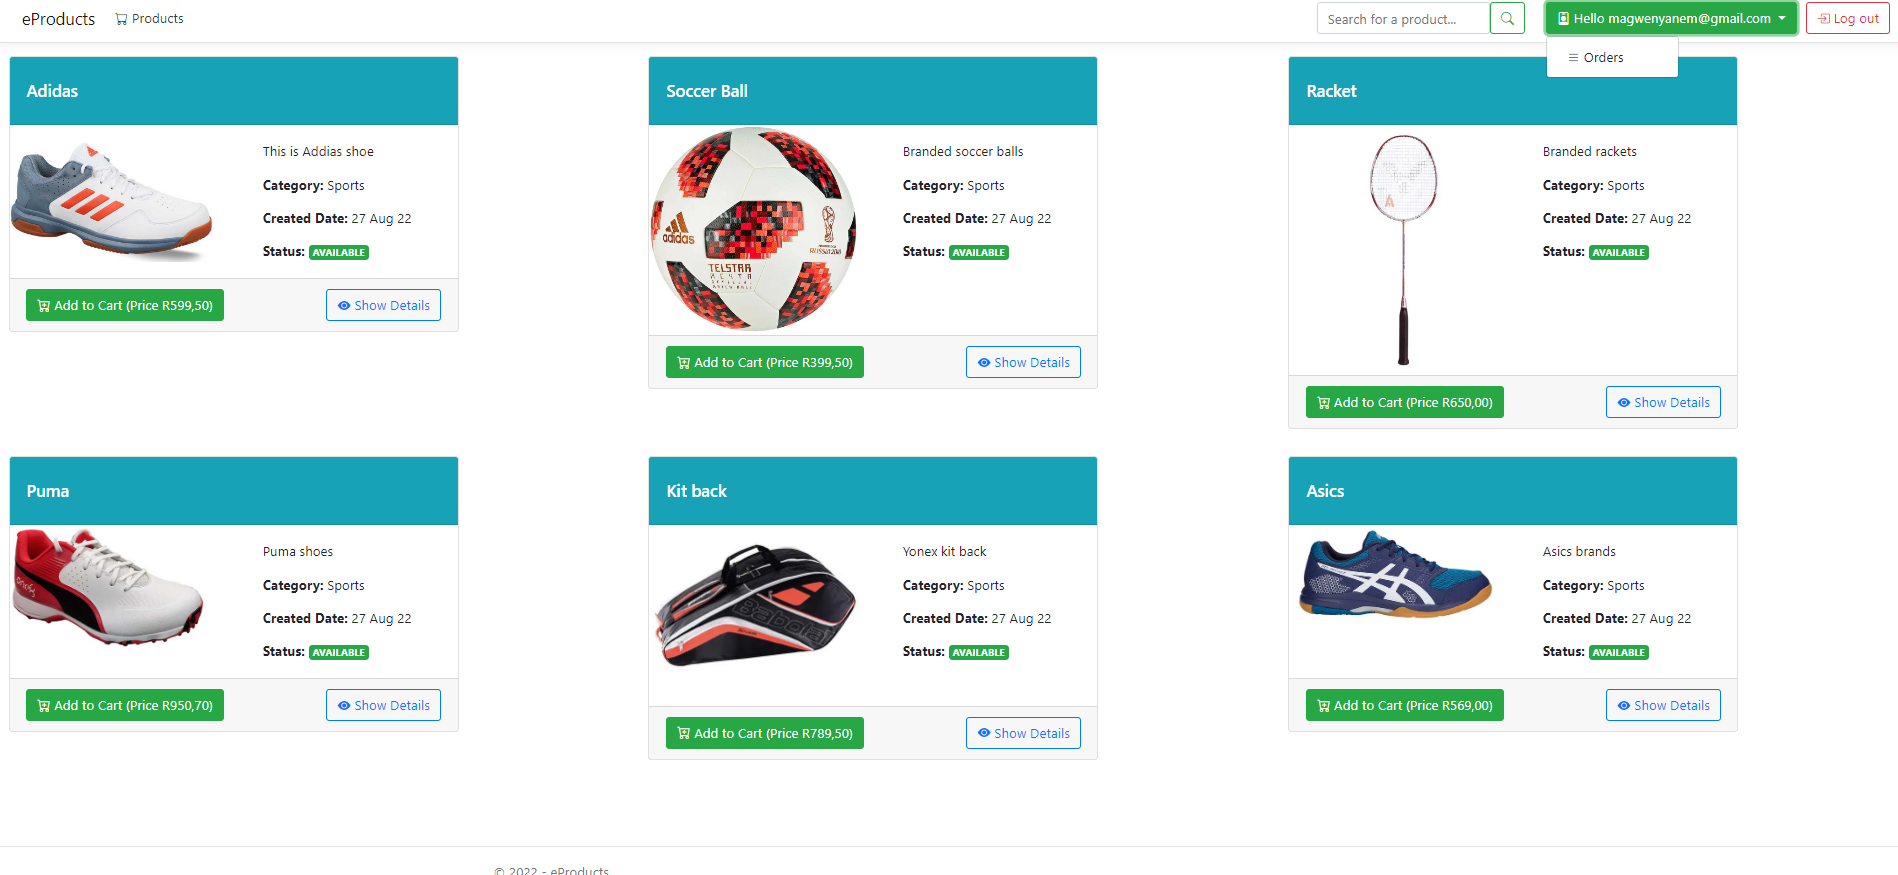 eProducts Products Search for a product... Hello magwenyanem@gmail.com Log out
Orders
Adidas
This is Addias shoe
Category: Sports
Created Date: 27 Aug 22
Status: AVAILABLE
Add to Cart (Price R599,50) Show Details
Soccer Ball
adidas
TELSTAR
RUSSIA 2018
Branded soccer balls
Category: Sports
Created Date: 27 Aug 22
Status: AVAILABLE
Add to Cart (Price R399,50) Show Details
Racket
Branded rackets
Category: Sports
Created Date: 27 Aug 22
Status: AVAILABLE
Add to Cart (Price R650,00) Show Details
Puma
Puma shoes
Category: Sports
Created Date: 27 Aug 22
Status: AVAILABLE
Add to Cart (Price R950,70) Show Details
Kit back
Babolat
Yonex kit back
Category: Sports
Created Date: 27 Aug 22
Status: AVAILABLE
Add to Cart (Price R789,50) Show Details
Asics
Asics brands
Category: Sports
Created Date: 27 Aug 22
Status: AVAILABLE
Add to Cart (Price R569,00) Show Details
© 2022 - eProducts